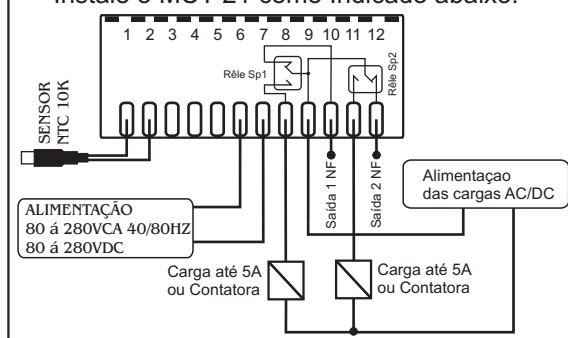 Instale o MCT-21 como indicado abaixo.
1 2 3 4 5 6 7 8 9 10 11 12
Rêle Sp1
Rêle Sp2
SENSOR
NTC 10K
Saída 1 NF
Saída 2 NF
Alimentaçao
das cargas AC/DC
ALIMENTAÇÃO
80 á 280VCA 40/80HZ
80 á 280VDC
Carga até 5A
ou Contatora
Carga até 5A
ou Contatora